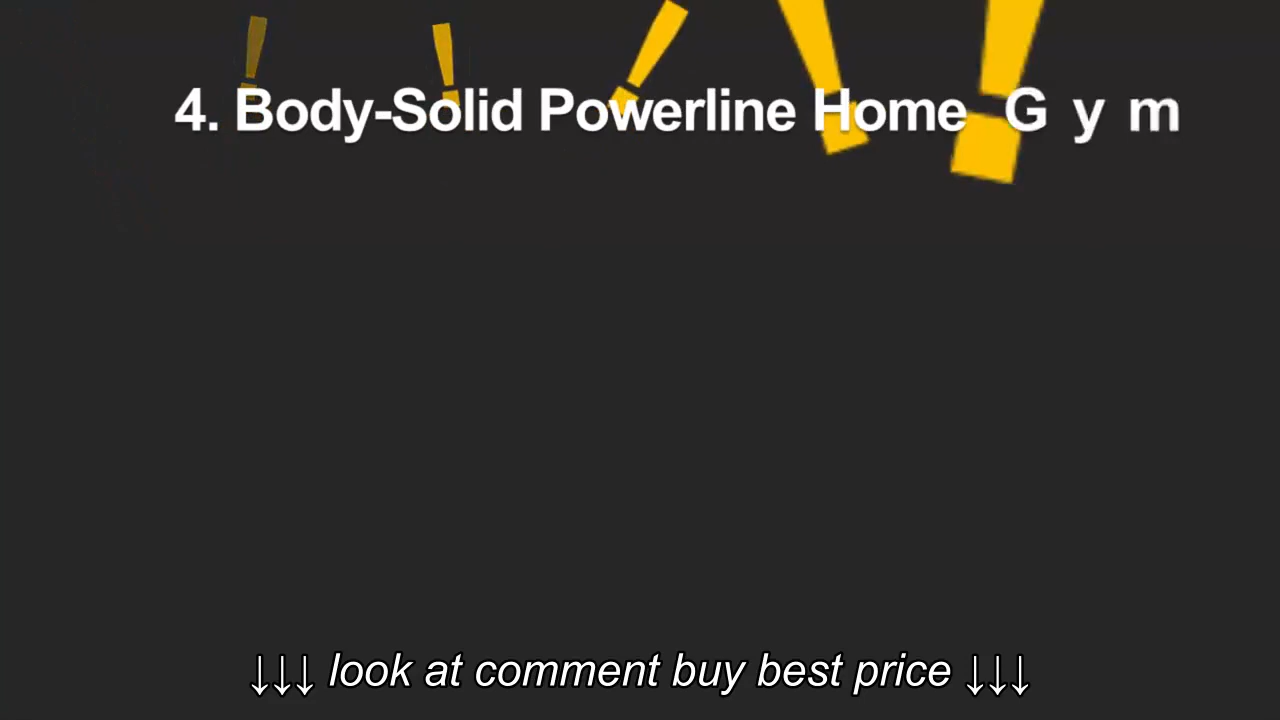 4. Body-Solid Powerline Home G y m
↓↓↓ look at comment buy best price ↓↓↓